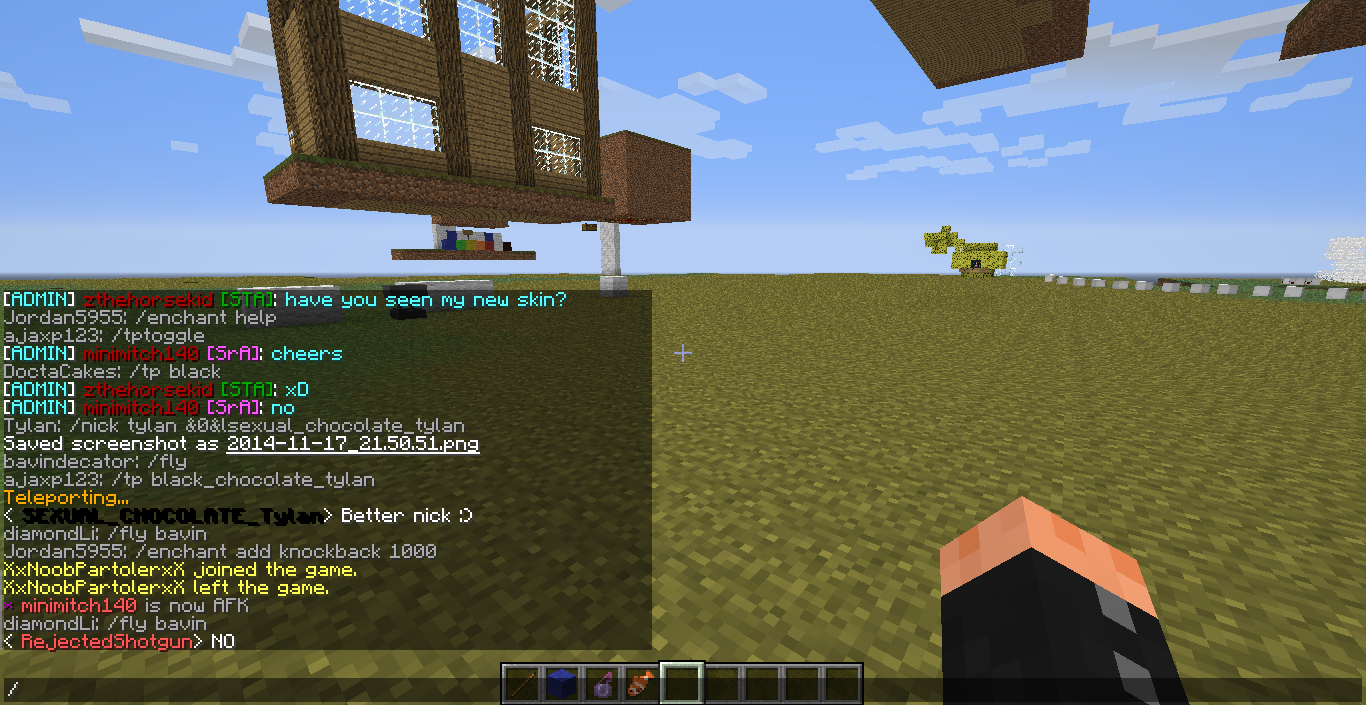 [ADMIN] zthehorsekid [STA]: have you seen my new skin?
Jordan5955: /enchant help
ajaxp123: /tptoggle
[ADMIN] minimitch140 [SrA]: cheers
DoctaCakes: /tp black
[ADMIN] zthehorsekid [STA]: xD
[ADMIN] minimitch140 [SrA]: no
Tylan: /nick tylan &0&lsexual_chocolate_tylan
Saved screenshot as 2014-11-17_21.50.51.png
bavindecator: /fly
ajaxp123: /tp black_chocolate_tylan
Teleporting...
< SEXUAL_CHOCOLATE_Tylan> Better nick :)
diamondLi: /fly bavin
Jordan5955: /enchant add knockback 1000
XxNoobPartolerxX joined the game.
XxNoobPartolerxX left the game.
* minimitch140 is now AFK
diamondLi: /fly bavin
< RejectedShotgun> NO
/